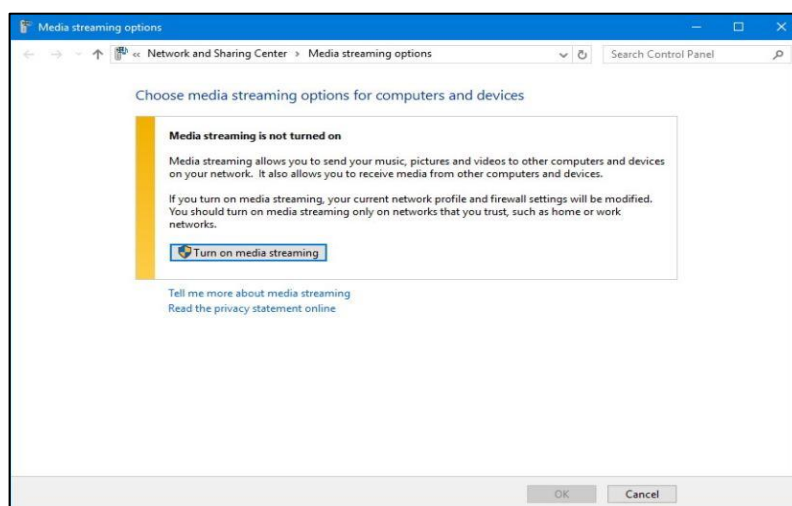 Media streaming options
« Network and Sharing Center > Media streaming options
Search Control Panel
Choose media streaming options for computers and devices
Media streaming is not turned on
Media streaming allows you to send your music, pictures and videos to other computers and devices
on your network. It also allows you to receive media from other computers and devices.
If you turn on media streaming, your current network profile and firewall settings will be modified.
You should turn on media streaming only on networks that you trust, such as home or work
networks.
Turn on media streaming
Tell me more about media streaming
Read the privacy statement online
OK
Cancel